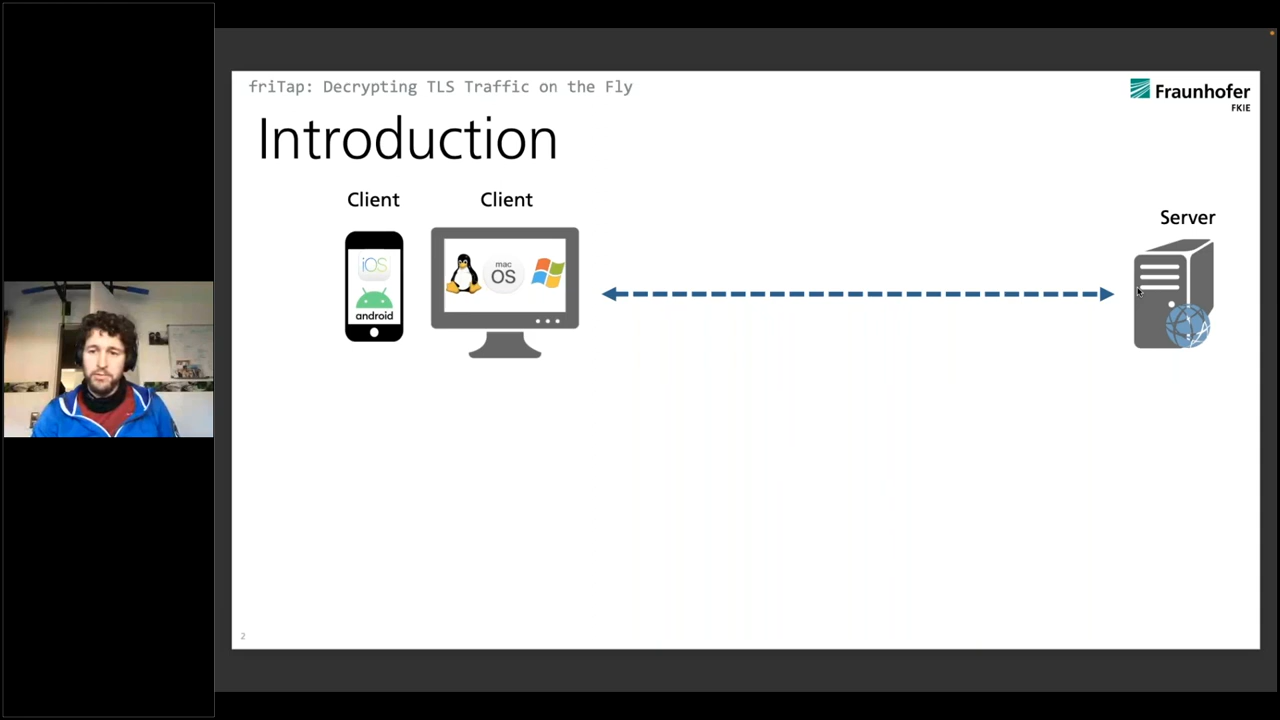 friTap: Decrypting TLS Traffic on the Fly
Fraunhofer
FKIE
Introduction
Client
Client
Server
iOS
android
mac
OS
2